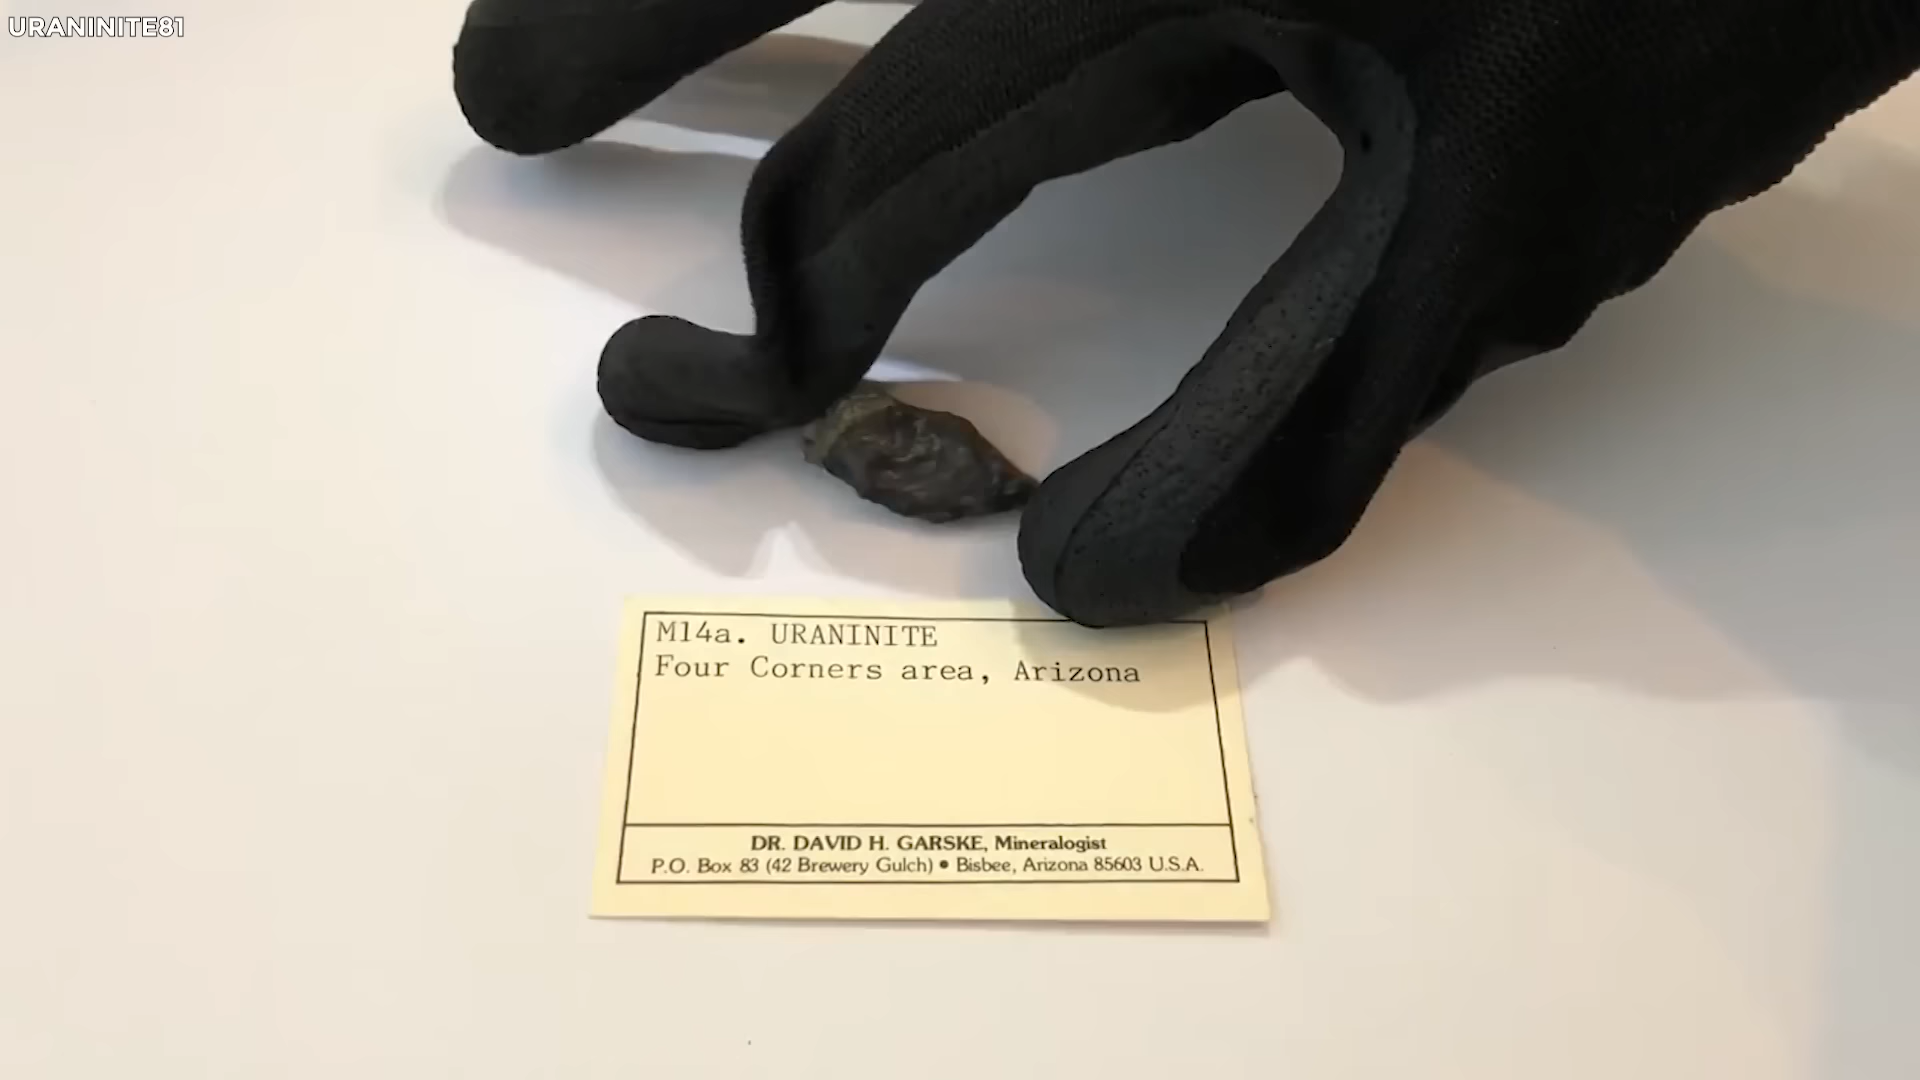 URANINITE81
M14a. URANINITE
Four Corners area, Arizona
DR. DAVID H. GARSKE, Mineralogist
P.O. Box 83 (42 Brewery Gulch) • Bisbee, Arizona 85603 U.S.A.